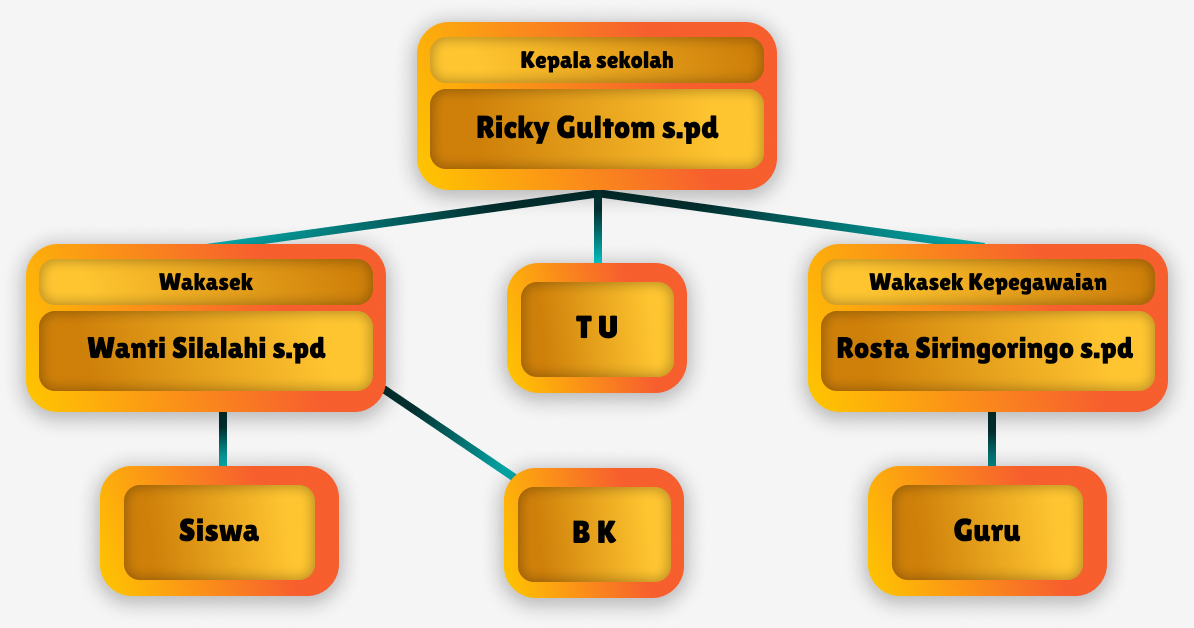 Kepala sekolah
Ricky Gultom s.pd
Wakasek
Wanti Silalahi s.pd
T U
Wakasek Kepegawaian
Rosta Siringoringo s.pd
Siswa
B K
Guru